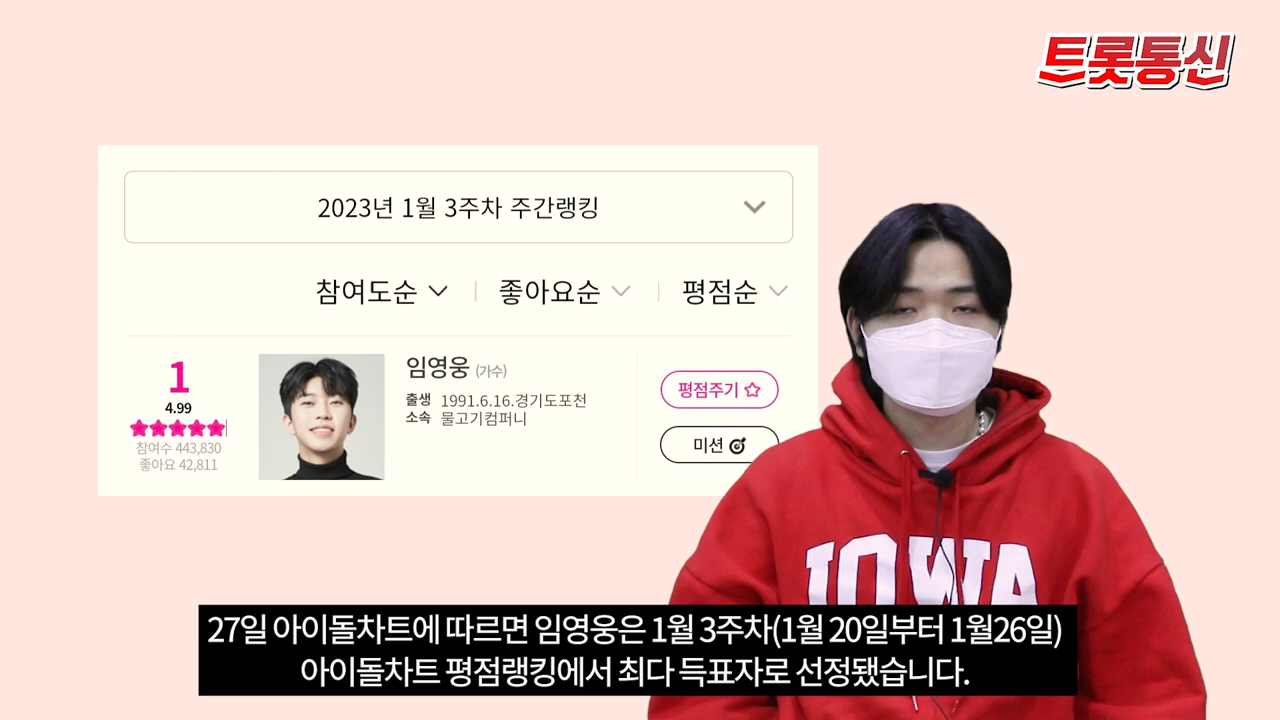 트롯통신
2023년 1월 3주차 주간랭킹
참여도순
좋아요순
평점순
1
4.99
참여수 443,830
좋아요 42,811
임영웅 (가수)
출생 1991.6.16.경기도포천
소속 물고기컴퍼니
평점주기
미션
IOWA
27일 아이돌차트에 따르면 임영웅은 1월 3주차(1월 20일부터 1월26일)
아이돌차트 평점랭킹에서 최다 득표자로 선정됐습니다.